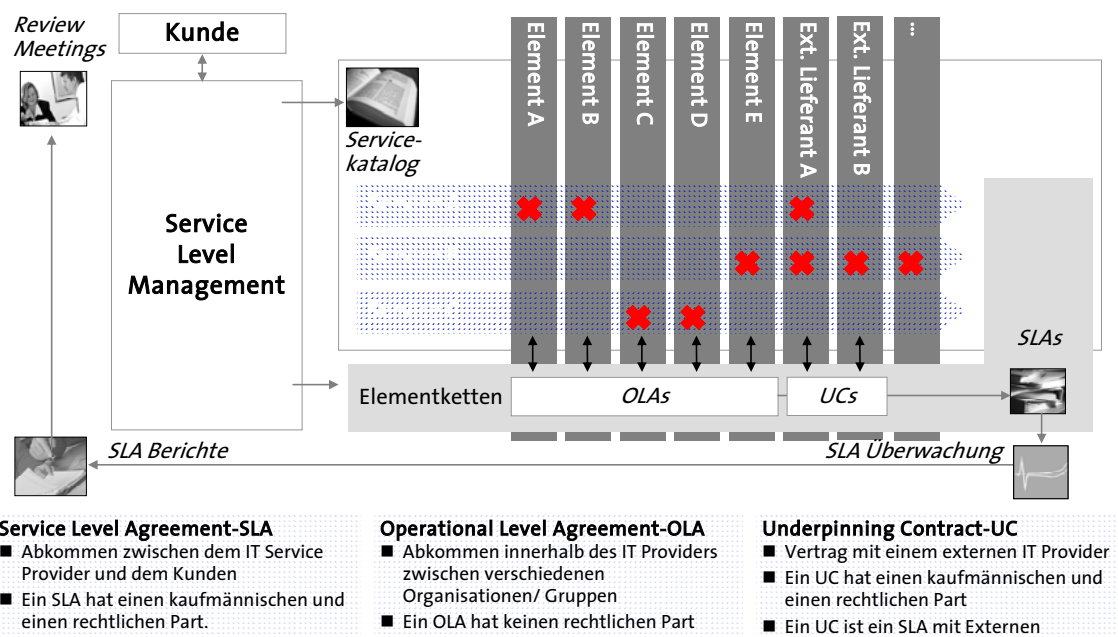 Review
Meetings
Kunde
Service
Level
Management
Service-
katalog
Element A
Element B
Element C
Element D
Element E
Ext. Lieferant A
Ext. Lieferant B
...
SLAs
Elementketten
OLAs
UCs
SLA Berichte
SLA Überwachung
Service Level Agreement-SLA
■ Abkommen zwischen dem IT Service
Provider und dem Kunden
■ Ein SLA hat einen kaufmännischen und
einen rechtlichen Part.
Operational Level Agreement-OLA
■ Abkommen innerhalb des IT Providers
zwischen verschiedenen
Organisationen/ Gruppen
■ Ein OLA hat keinen rechtlichen Part
Underpinning Contract-UC
■ Vertrag mit einem externen IT Provider
■ Ein UC hat einen kaufmännischen und
einen rechtlichen Part
■ Ein UC ist ein SLA mit Externen